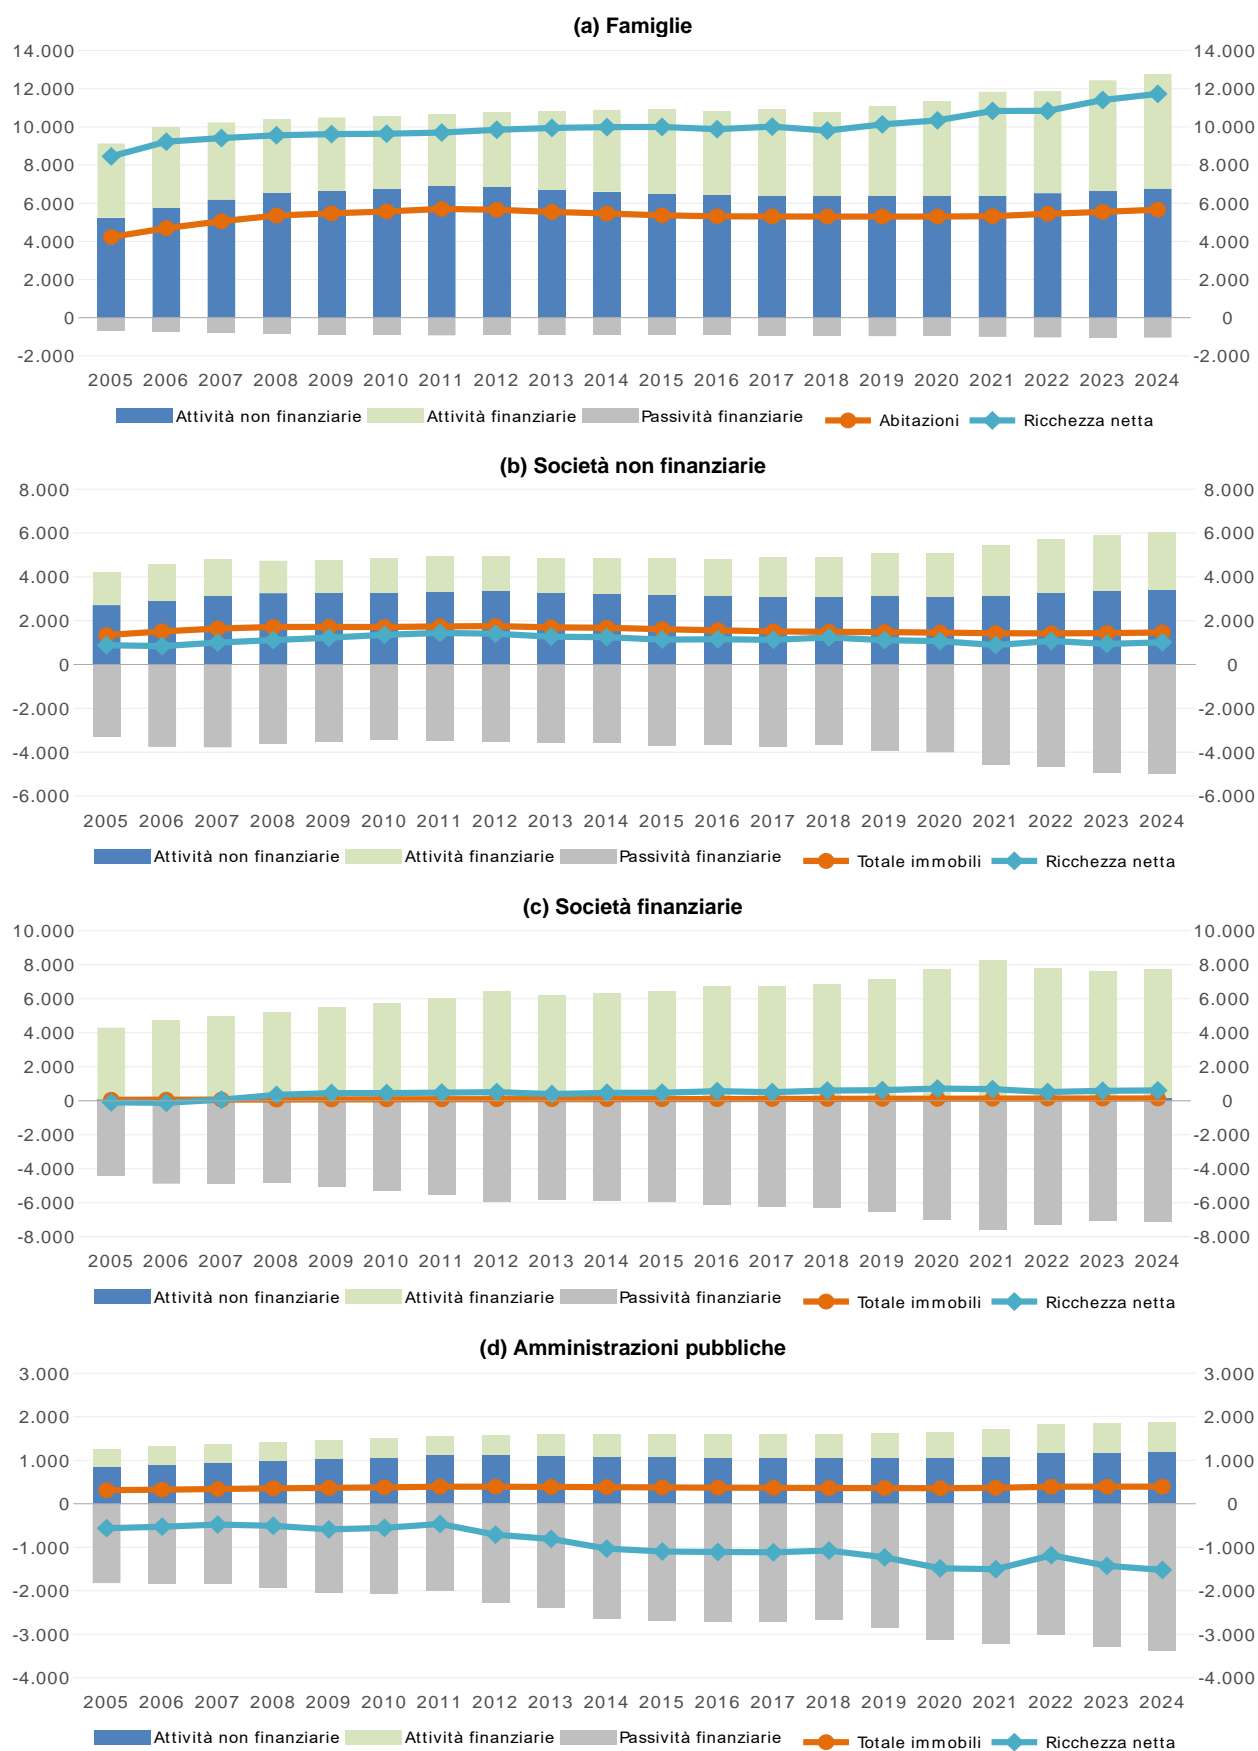 (a) Famiglie
14.000 14.000
12.000 12.000
10.000 10.000
8.000 8.000
6.000 6.000
4.000 4.000
2.000 2.000
0 0
-2.000 -2.000
2005 2006 2007 2008 2009 2010 2011 2012 2013 2014 2015 2016 2017 2018 2019 2020 2021 2022 2023 2024
Attività non finanziarie Attività finanziarie Passività finanziarie Abitazioni Ricchezza netta
(b) Società non finanziarie
8.000 8.000
6.000 6.000
4.000 4.000
2.000 2.000
0 0
-2.000 -2.000
-4.000 -4.000
-6.000 -6.000
2005 2006 2007 2008 2009 2010 2011 2012 2013 2014 2015 2016 2017 2018 2019 2020 2021 2022 2023 2024
Attività non finanziarie Attività finanziarie Passività finanziarie Totale immobili Ricchezza netta
(c) Società finanziarie
10.000 10.000
8.000 8.000
6.000 6.000
4.000 4.000
2.000 2.000
0 0
-2.000 -2.000
-4.000 -4.000
-6.000 -6.000
-8.000 -8.000
2005 2006 2007 2008 2009 2010 2011 2012 2013 2014 2015 2016 2017 2018 2019 2020 2021 2022 2023 2024
Attività non finanziarie Attività finanziarie Passività finanziarie Totale immobili Ricchezza netta
(d) Amministrazioni pubbliche
3.000 3.000
2.000 2.000
1.000 1.000
0 0
-1.000 -1.000
-2.000 -2.000
-3.000 -3.000
-4.000 -4.000
2005 2006 2007 2008 2009 2010 2011 2012 2013 2014 2015 2016 2017 2018 2019 2020 2021 2022 2023 2024
Attività non finanziarie Attività finanziarie Passività finanziarie Totale immobili Ricchezza netta